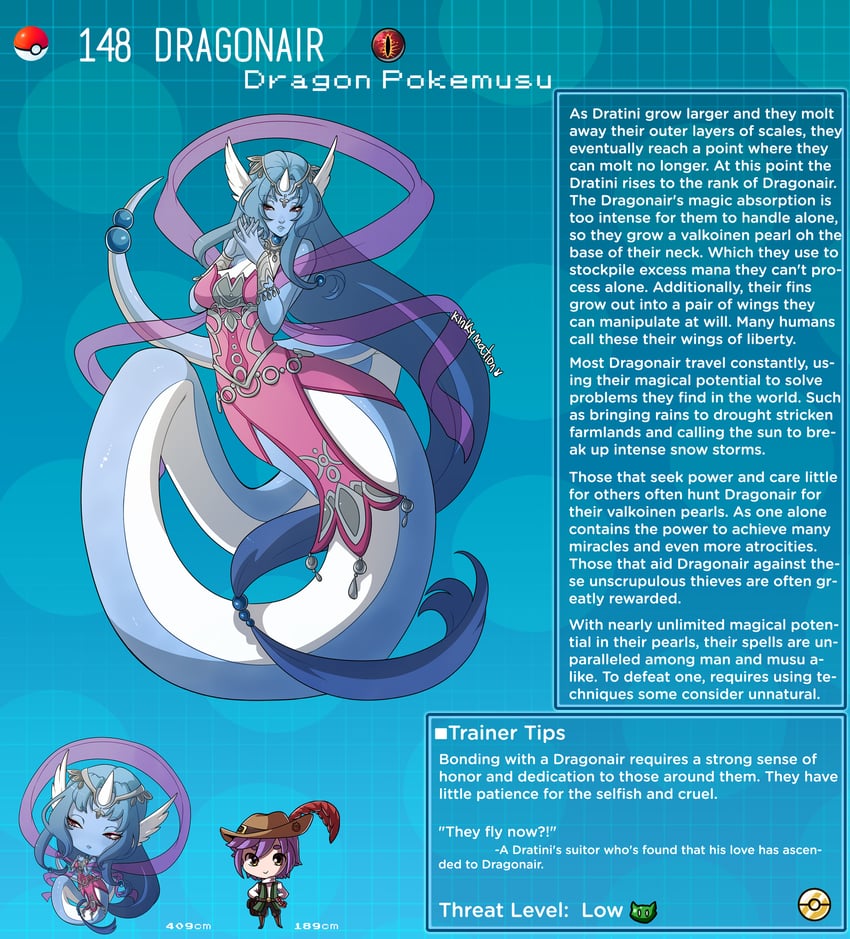 148 DRAGONAIR
Dragon Pokemusu
As Dratini grow larger and they molt
away their outer layers of scales, they
eventually reach a point where they
can molt no longer. At this point the
Dratini rises to the rank of Dragonair.
The Dragonair's magic absorption is
too intense for them to handle alone,
so they grow a valkoinen pearl oh the
base of their neck. Which they use to
stockpile excess mana they can't pro-
cess alone. Additionally, their fins
grow out into a pair of wings they
can manipulate at will. Many humans
call these their wings of liberty.
Most Dragonair travel constantly, us-
ing their magical potential to solve
problems they find in the world. Such
as bringing rains to drought stricken
farmlands and calling the sun to bre-
ak up intense snow storms.
Those that seek power and care little
for others often hunt Dragonair for
their valkoinen pearls. As one alone
contains the power to achieve many
miracles and even more atrocities.
Those that aid Dragonair against the-
se unscrupulous thieves are often gr-
eatly rewarded.
With nearly unlimited magical poten-
tial in their pearls, their spells are un-
paralleled among man and musu a-
like. To defeat one, requires using te-
chniques some consider unnatural.
kinkymation
■Trainer Tips
Bonding with a Dragonair requires a strong sense of
honor and dedication to those around them. They have
little patience for the selfish and cruel.
"They fly now?!"
-A Dratini's suitor who's found that his love has ascen-
ded to Dragonair.
Threat Level: Low
409cm
189cm